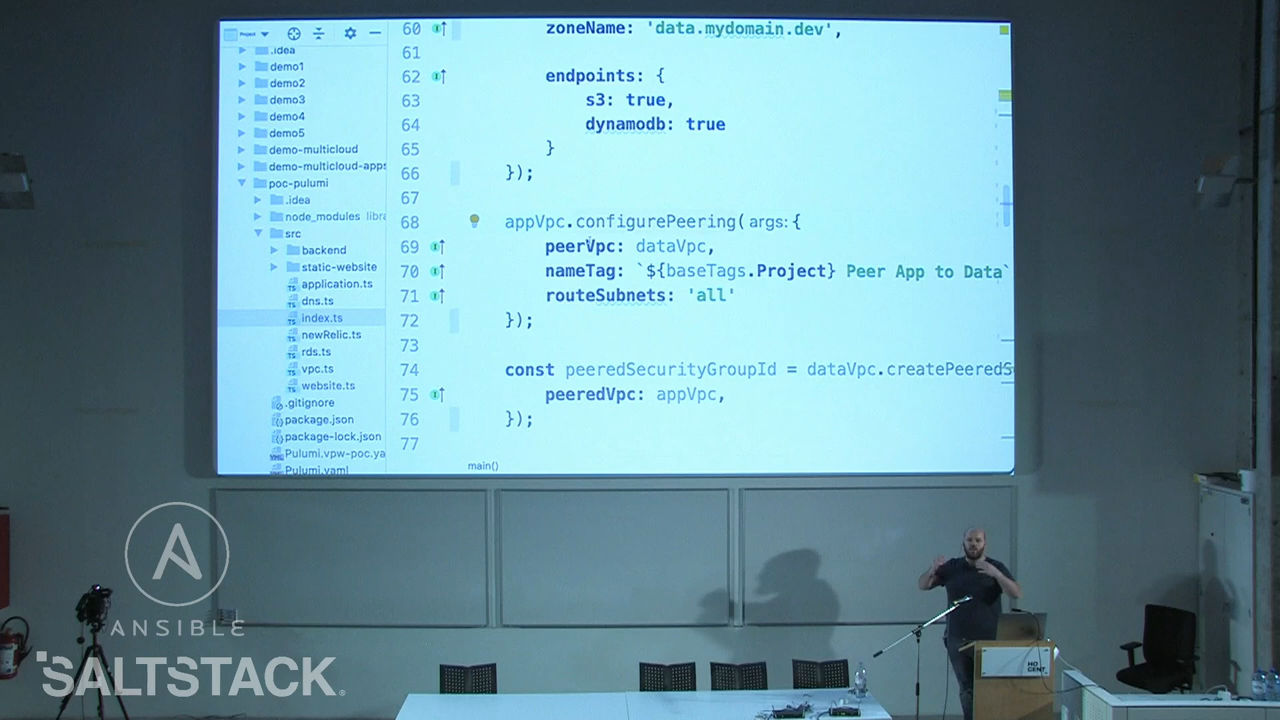 Project
.idea
demo1
demo2
demo3
demo4
demo5
demo-multicloud
demo-multicloud-apps
poc-pulumi
.idea
node_modules libra
src
backend
static-website
application.ts
dns.ts
index.ts
newRelic.ts
rds.ts
vpc.ts
website.ts
.gitignore
package.json
package-lock.json
Pulumi.vpw-poc.ya
Pulumi.yaml
60 zoneName: 'data.mydomain.dev',
61
62 endpoints: {
63 s3: true,
64 dynamodb: true
65 }
66 });
67
68 appVpc.configurePeering( args: {
69 peerVpc: dataVpc,
70 nameTag: `${baseTags.Project} Peer App to Data`
71 routeSubnets: 'all'
72 });
73
74 const peeredSecurityGroupId = dataVpc.createPeeredS
75 peeredVpc: appVpc,
76 });
77
main()
ANSIBLE
SALTSTACK®
HO
GENT